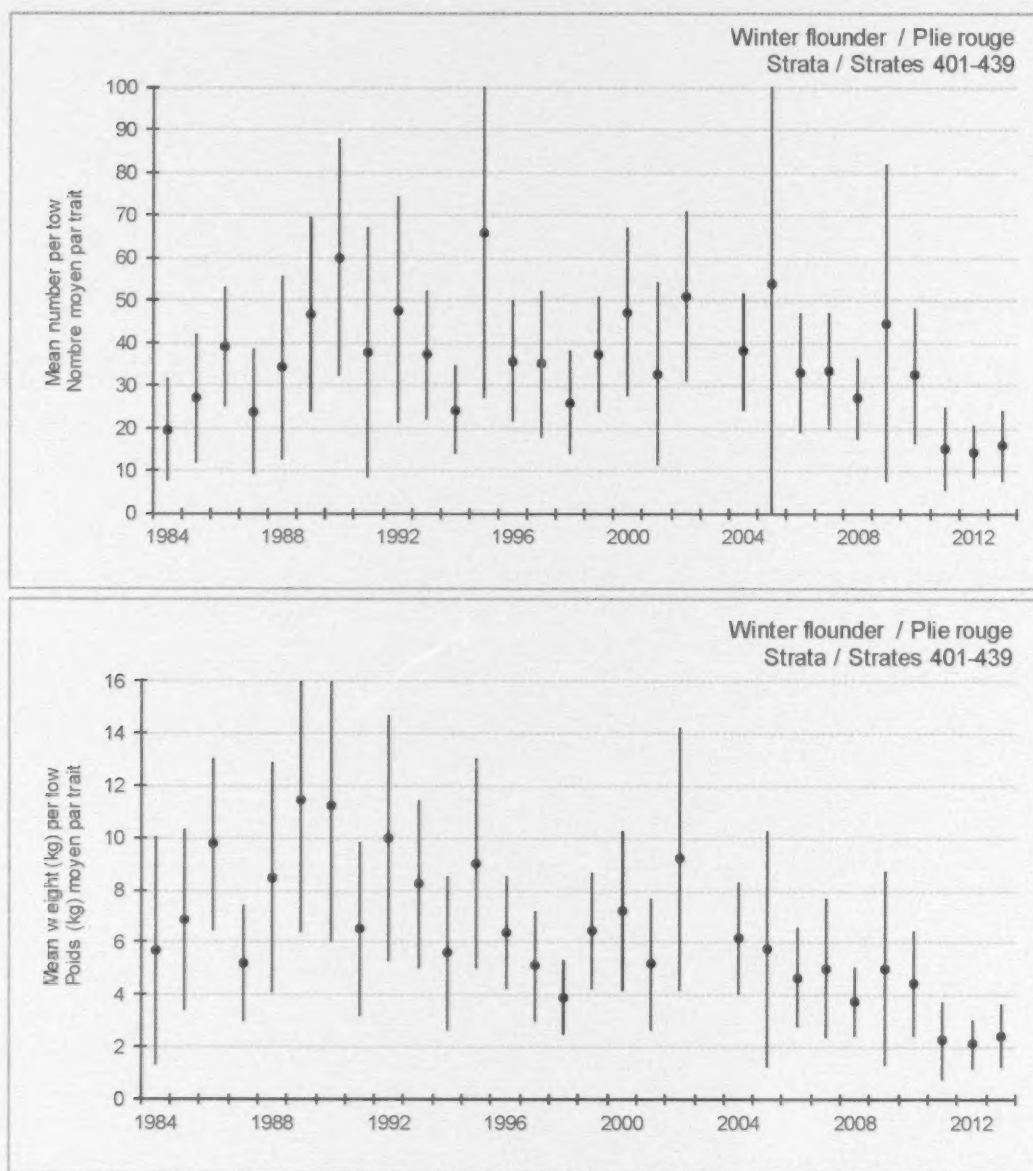 Winter flounder / Plie rouge
Strata / Strates 401-439
Mean number per tow
Nombre moyen par trait
100
90
80
70
60
50
40
30
20
10
0
1984 1988 1992 1996 2000 2004 2008 2012
Winter flounder / Plie rouge
Strata / Strates 401-439
Mean weight (kg) per tow
Poids (kg) moyen par trait
16
14
12
10
8
6
4
2
0
1984 1988 1992 1996 2000 2004 2008 2012